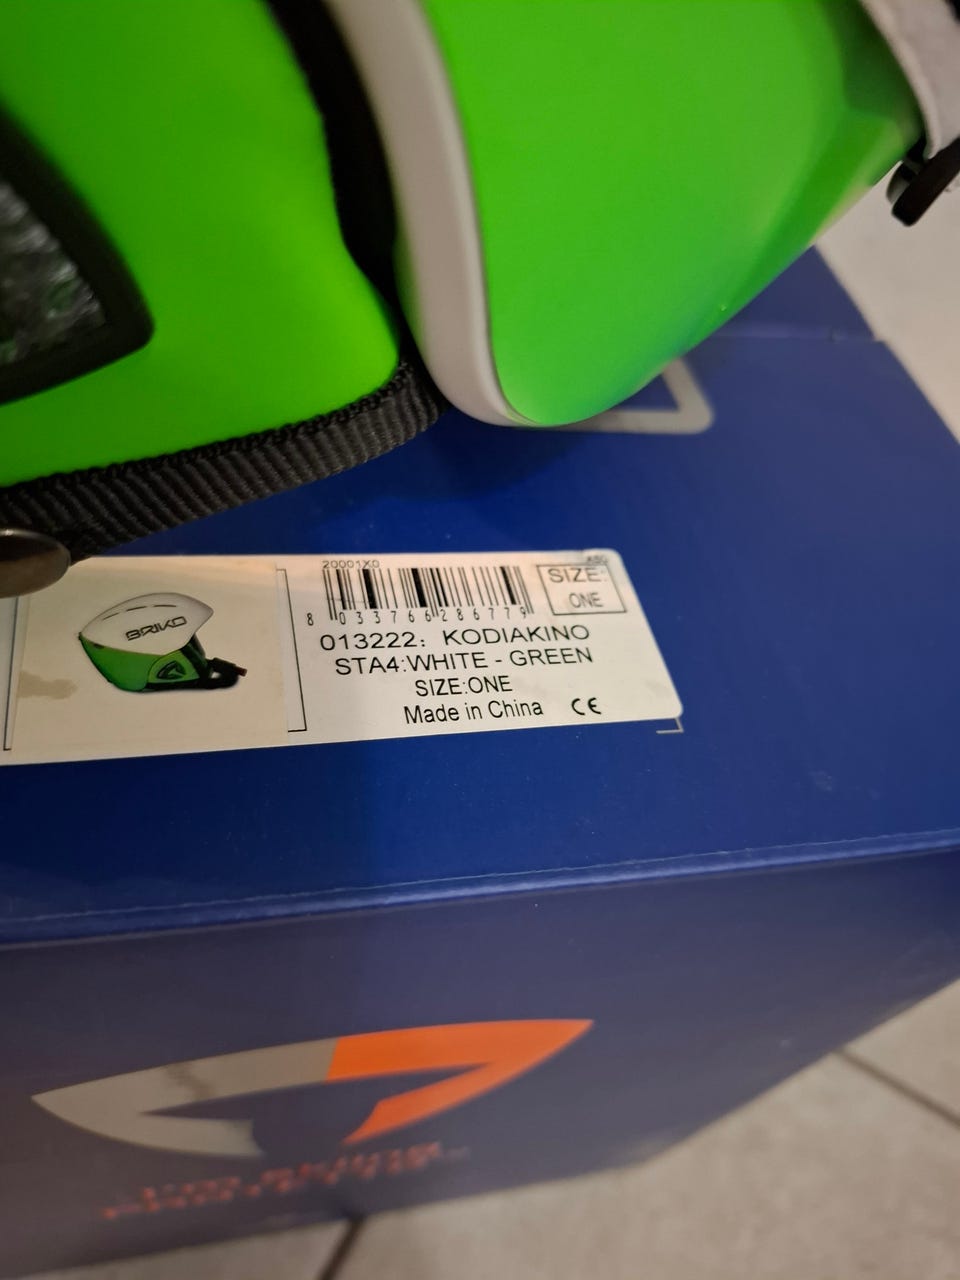 20001X0
SIZE:
ONE
8 033766 286779
BRIKO
013222: KODIAKINO
STA4:WHITE - GREEN
SIZE:ONE
Made in China CE